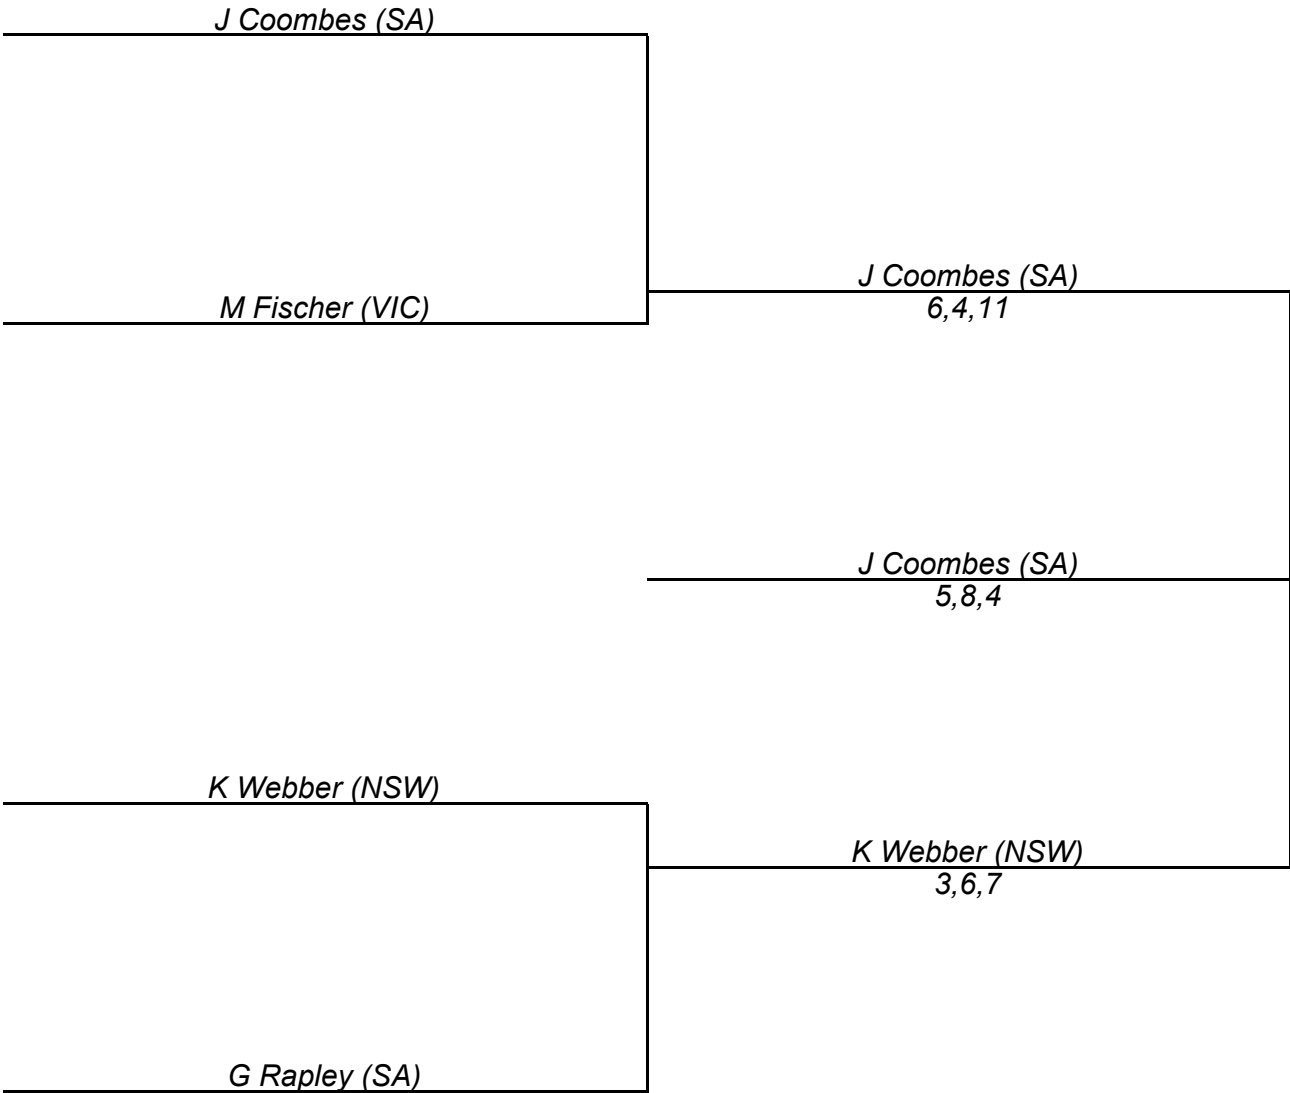 J Coombes (SA)
J Coombes (SA)
M Fischer (VIC)
6,4,11
J Coombes (SA)
5,8,4
K Webber (NSW)
K Webber (NSW)
3,6,7
G Rapley (SA)